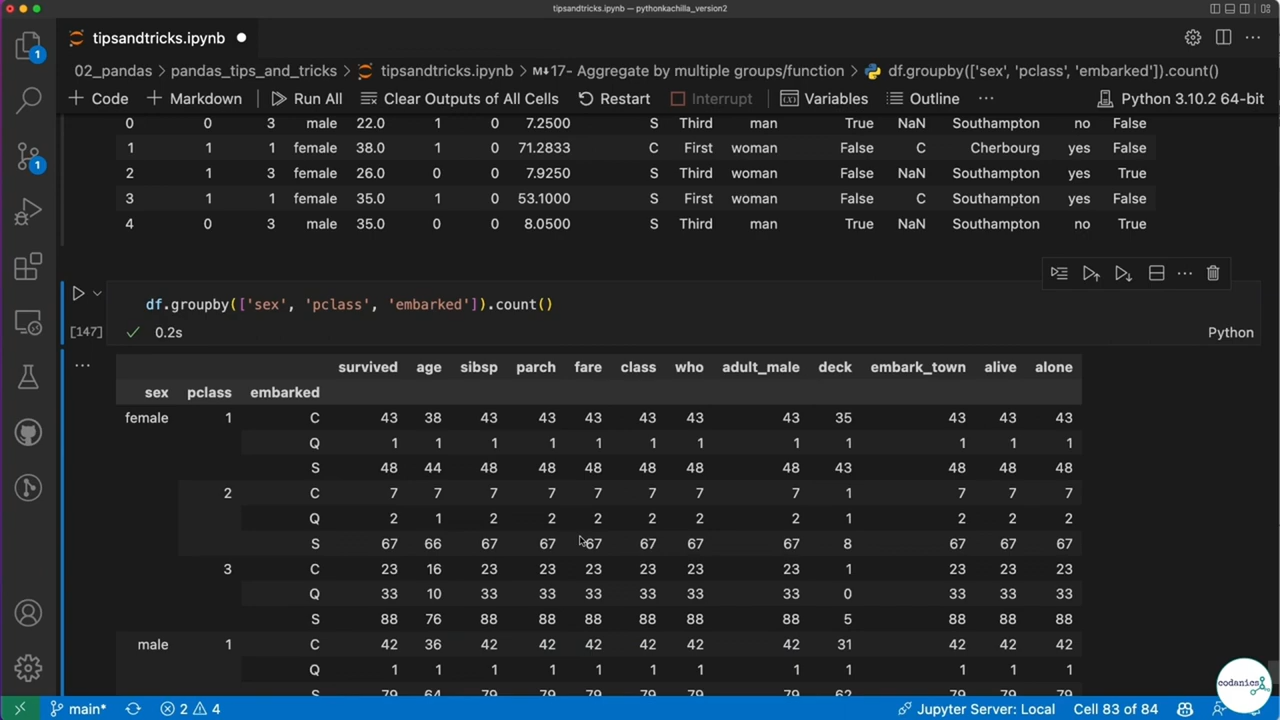 tipsandtricks.ipynb — pythonkachilla_version2
tipsandtricks.ipynb
02_pandas > pandas_tips_and_tricks > tipsandtricks.ipynb > M↓17- Aggregate by multiple groups/function > df.groupby(['sex', 'pclass', 'embarked']).count()
+ Code + Markdown Run All Clear Outputs of All Cells Restart Interrupt Variables Outline ··· Python 3.10.2 64-bit
0 0 3 male 22.0 1 0 7.2500 S Third man True NaN Southampton no False
1 1 1 female 38.0 1 0 71.2833 C First woman False C Cherbourg yes False
2 1 3 female 26.0 0 0 7.9250 S Third woman False NaN Southampton yes True
3 1 1 female 35.0 1 0 53.1000 S First woman False C Southampton yes False
4 0 3 male 35.0 0 0 8.0500 S Third man True NaN Southampton no True
df.groupby(['sex', 'pclass', 'embarked']).count()
[147] 0.2s Python
survived age sibsp parch fare class who adult_male deck embark_town alive alone
sex pclass embarked
female 1 C 43 38 43 43 43 43 43 43 35 43 43 43
Q 1 1 1 1 1 1 1 1 1 1 1 1
S 48 44 48 48 48 48 48 48 43 48 48 48
2 C 7 7 7 7 7 7 7 7 1 7 7 7
Q 2 1 2 2 2 2 2 2 1 2 2 2
S 67 66 67 67 67 67 67 67 8 67 67 67
3 C 23 16 23 23 23 23 23 23 1 23 23 23
Q 33 10 33 33 33 33 33 33 0 33 33 33
S 88 76 88 88 88 88 88 88 5 88 88 88
male 1 C 42 36 42 42 42 42 42 42 31 42 42 42
Q 1 1 1 1 1 1 1 1 1 1 1 1
S 79 64 79 79 79 79 79 79 62 79 79 79
codanics
main* 2 4 Jupyter Server: Local Cell 83 of 84
1
1